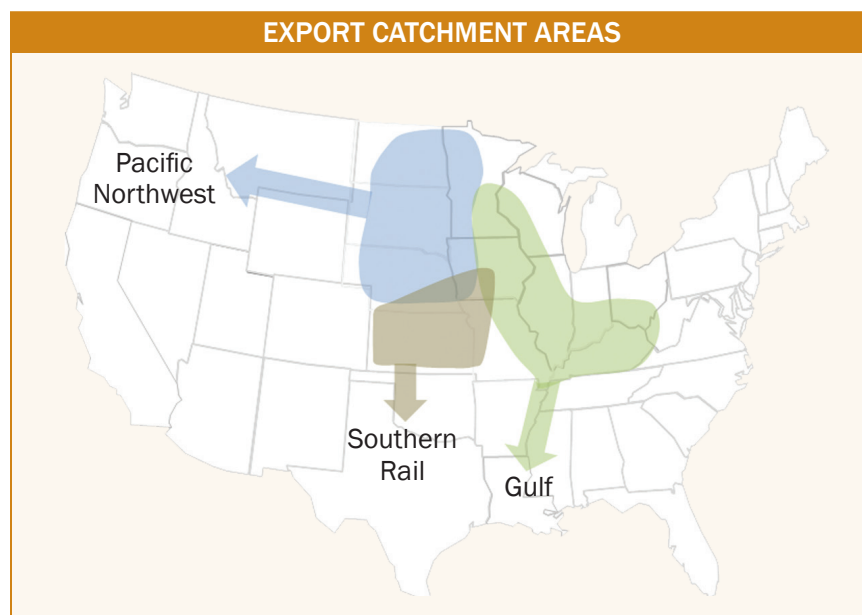 EXPORT CATCHMENT AREAS
Pacific
Northwest
Southern
Rail
Gulf